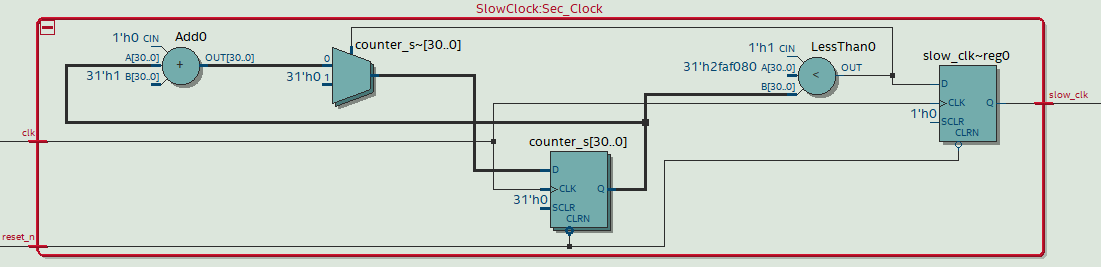 SlowClock:Sec_Clock
1'h0 CIN
Add0
A[30..0]
OUT[30..0]
31'h1 B[30..0]
+
counter_s~[30..0]
0
31'h0 1
1'h1 CIN
LessThan0
31'h2faf080 A[30..0]
<
OUT
B[30..0]
slow_clk~reg0
D
CLK
Q
1'h0
SCLR
CLRN
slow_clk
clk
counter_s[30..0]
D
CLK
Q
31'h0
SCLR
CLRN
reset_n